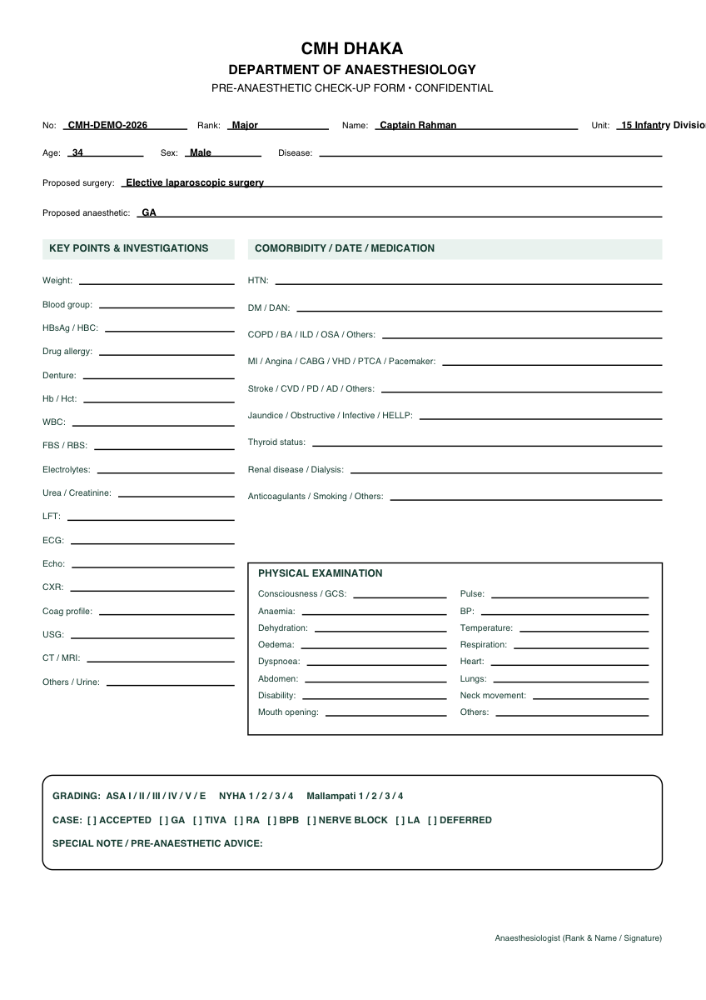 CMH DHAKA
DEPARTMENT OF ANAESTHESIOLOGY
PRE-ANAESTHETIC CHECK-UP FORM • CONFIDENTIAL
No: CMH-DEMO-2026 Rank: Major Name: Captain Rahman Unit: 15 Infantry Divisio
Age: 34 Sex: Male Disease:
Proposed surgery: Elective laparoscopic surgery
Proposed anaesthetic: GA
KEY POINTS & INVESTIGATIONS
Weight:
Blood group:
HBsAg / HBC:
Drug allergy:
Denture:
Hb / Hct:
WBC:
FBS / RBS:
Electrolytes:
Urea / Creatinine:
LFT:
ECG:
Echo:
CXR:
Coag profile:
USG:
CT / MRI:
Others / Urine:
COMORBIDITY / DATE / MEDICATION
HTN:
DM / DAN:
COPD / BA / ILD / OSA / Others:
MI / Angina / CABG / VHD / PTCA / Pacemaker:
Stroke / CVD / PD / AD / Others:
Jaundice / Obstructive / Infective / HELLP:
Thyroid status:
Renal disease / Dialysis:
Anticoagulants / Smoking / Others:
PHYSICAL EXAMINATION
Consciousness / GCS: Pulse:
Anaemia: BP:
Dehydration: Temperature:
Oedema: Respiration:
Dyspnoea: Heart:
Abdomen: Lungs:
Disability: Neck movement:
Mouth opening: Others:
GRADING: ASA I / II / III / IV / V / E NYHA 1 / 2 / 3 / 4 Mallampati 1 / 2 / 3 / 4
CASE: [ ] ACCEPTED [ ] GA [ ] TIVA [ ] RA [ ] BPB [ ] NERVE BLOCK [ ] LA [ ] DEFERRED
SPECIAL NOTE / PRE-ANAESTHETIC ADVICE:
Anaesthesiologist (Rank & Name / Signature)